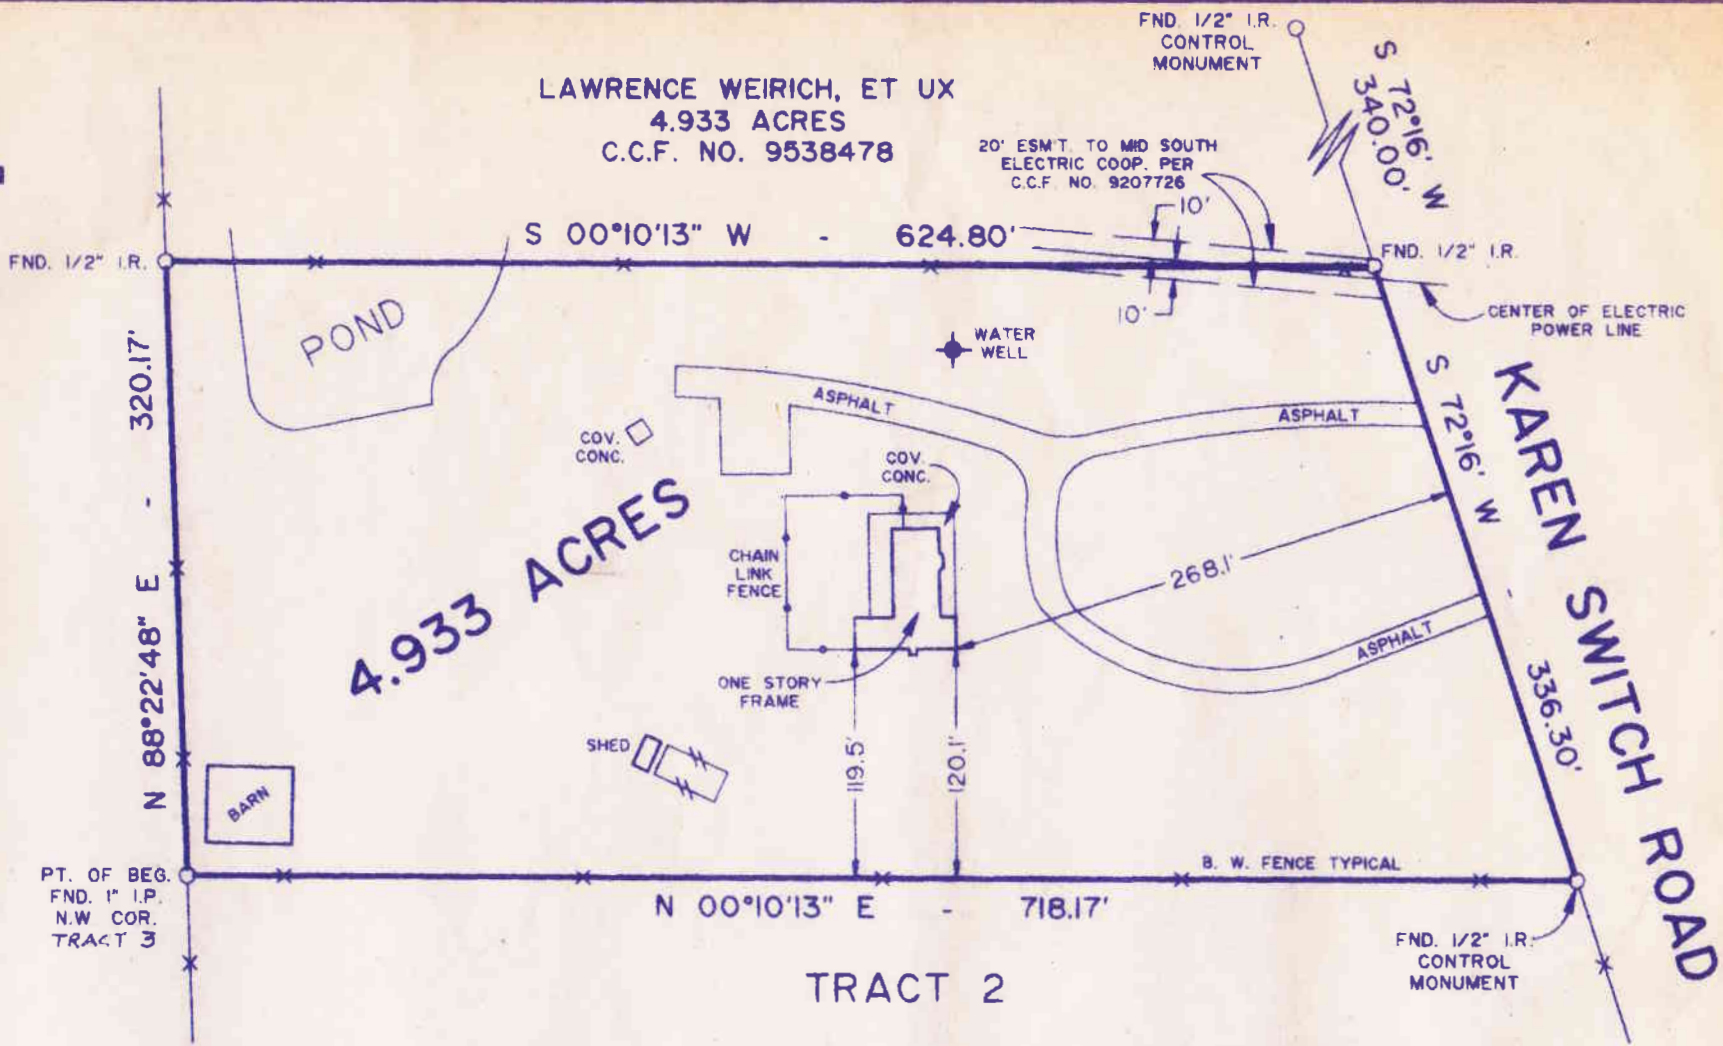 FND. 1/2" I.R.
CONTROL
MONUMENT
S 72°16' W
340.00'
LAWRENCE WEIRICH, ET UX
4.933 ACRES
C.C.F. NO. 9538478
20' ESM'T. TO MID SOUTH
ELECTRIC COOP. PER
C.C.F. NO. 9207726
10'
S 00°10'13" W - 624.80'
FND. 1/2" I.R.
FND. 1/2" I.R.
10'
CENTER OF ELECTRIC
POWER LINE
POND
WATER
WELL
N 88°22'48" E - 320.17'
ASPHALT
ASPHALT
S 72°16' W - 336.30'
KAREN SWITCH ROAD
COV.
CONC.
COV.
CONC.
4.933 ACRES
CHAIN
LINK
FENCE
268.1'
ASPHALT
ONE STORY
FRAME
SHED
119.5'
120.1'
BARN
B. W. FENCE TYPICAL
PT. OF BEG.
FND. 1" I.P.
N.W COR.
TRACT 3
N 00°10'13" E - 718.17'
FND. 1/2" I.R.
CONTROL
MONUMENT
TRACT 2